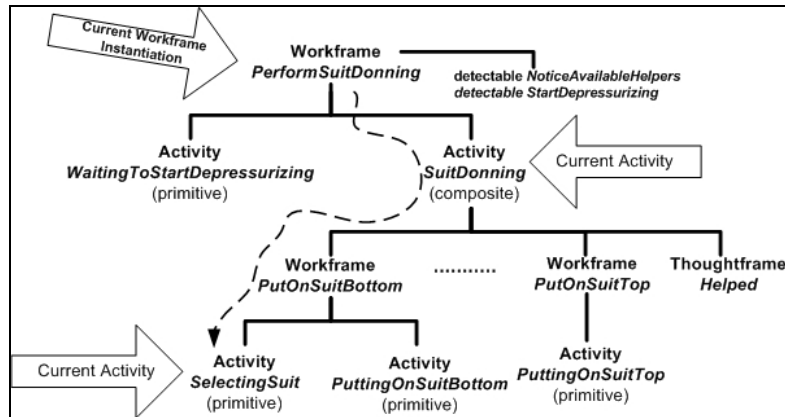 Current Workframe
Instantiation
Workframe
PerformSuitDonning
detectable NoticeAvailableHelpers
detectable StartDepressurizing
Activity
WaitingToStartDepressurizing
(primitive)
Activity
SuitDonning
(composite)
Current Activity
Workframe
PutOnSuitBottom
...........
Workframe
PutOnSuitTop
Thoughtframe
Helped
Current Activity
Activity
SelectingSuit
(primitive)
Activity
PuttingOnSuitBottom
(primitive)
Activity
PuttingOnSuitTop
(primitive)